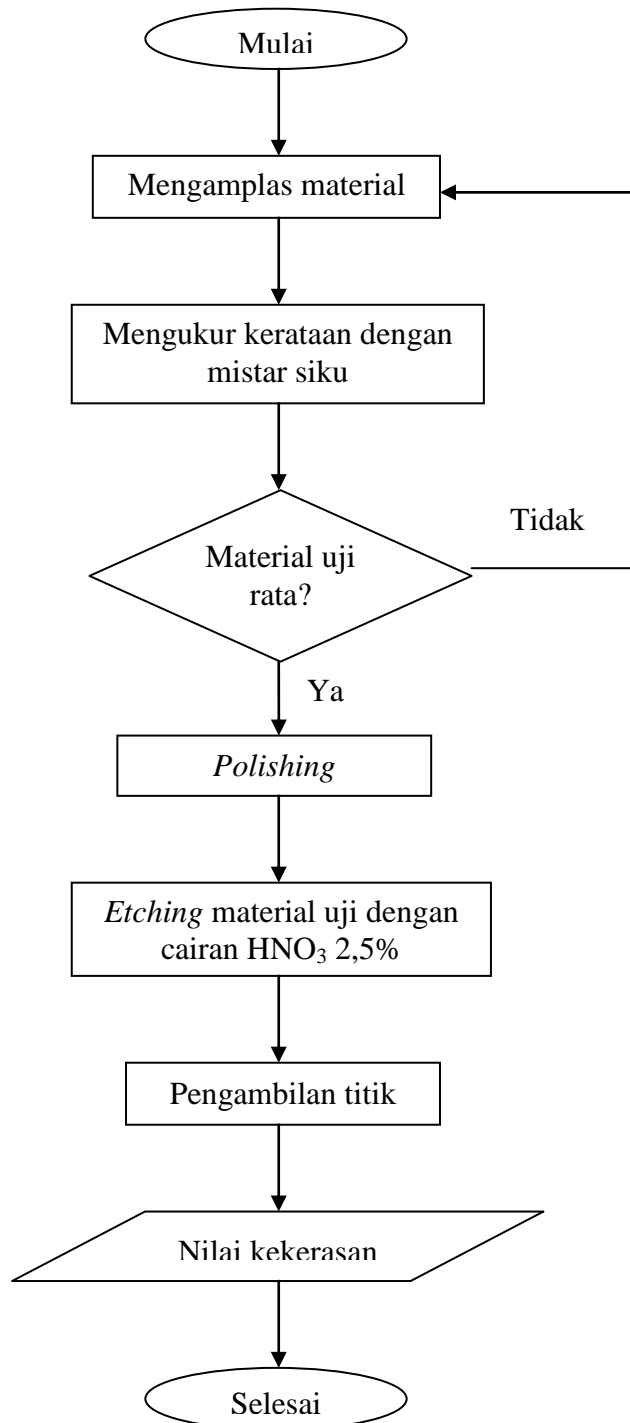 Mulai
Mengamplas material
Mengukur kerataan dengan
mistar siku
Tidak
Material uji
rata?
Ya
Polishing
Etching material uji dengan
cairan HNO₃ 2,5%
Pengambilan titik
Nilai kekerasan
Selesai